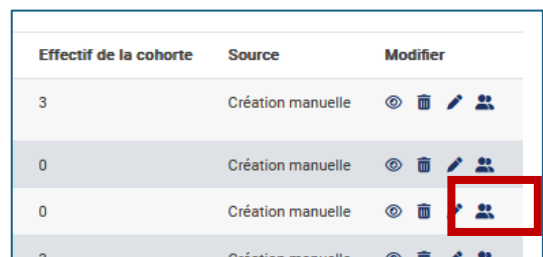 Effectif de la cohorte Source Modifier
3 Création manuelle
0 Création manuelle
0 Création manuelle